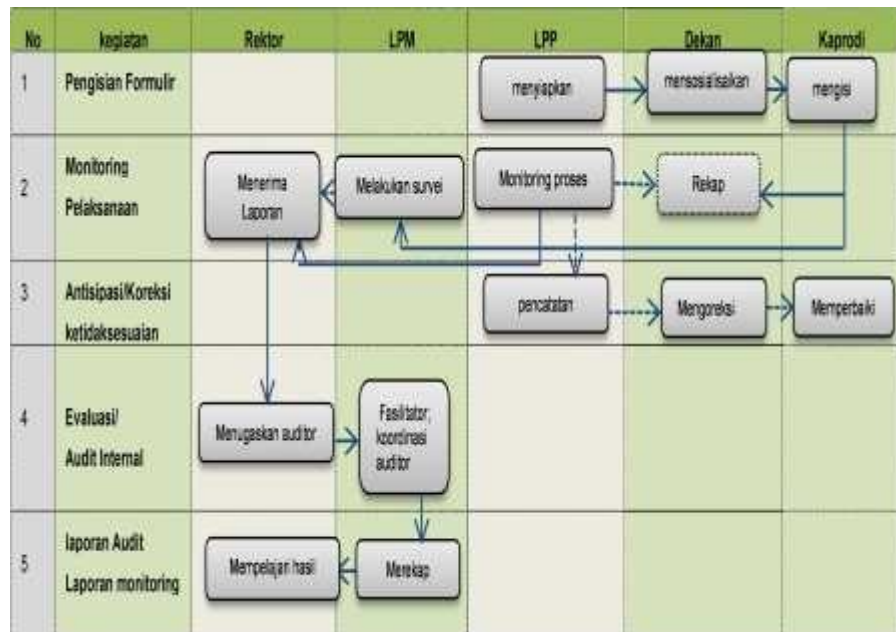 No kegiatan Rektor LPM LPP Dekan Kaprodi
1 Pengisian Formulir menyiapkan mensosialisaikan mengisi
2 Monitoring
Pelaksanaan
Menerima
Laporan
Melakukan survei
Monitoring proses
Rekap
3 Antisipasi/Koreksi
ketidaksesuaian
pencatatan
Mengoreksi
Memperbaiki
4 Evaluasi/
Audit Internal
Menugaskan auditor
Fasilitator,
koordinasi
auditor
5 laporan Audit
Laporan monitoring
Mempelajari hasil
Merekap